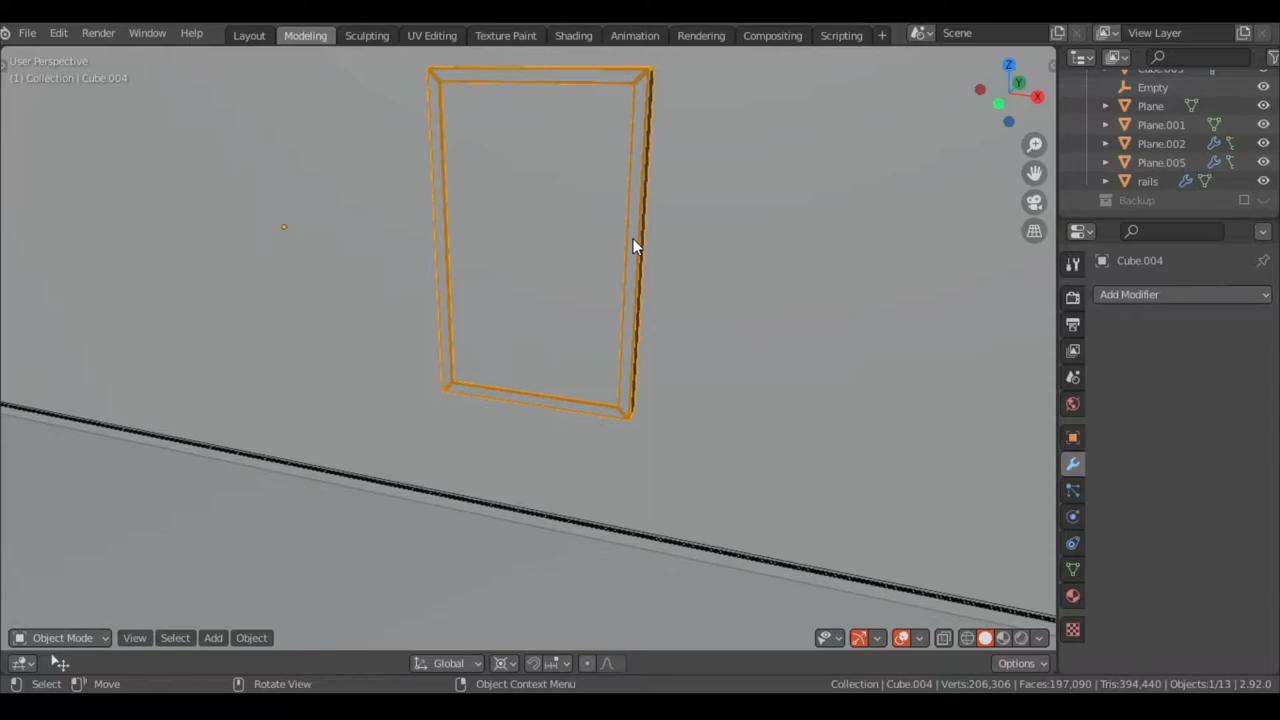 File Edit Render Window Help
Layout Modeling Sculpting UV Editing Texture Paint Shading Animation Rendering Compositing Scripting +
Scene
View Layer
User Perspective
(1) Collection | Cube.004
Z
Y
X
Empty
Plane
Plane.001
Plane.002
Plane.005
rails
Backup
Cube.004
Add Modifier
Object Mode View Select Add Object
Global
Options
Select Move Rotate View Object Context Menu
Collection | Cube.004 | Verts:206,306 | Faces:197,090 | Tris:394,440 | Objects:1/13 | 2.92.0